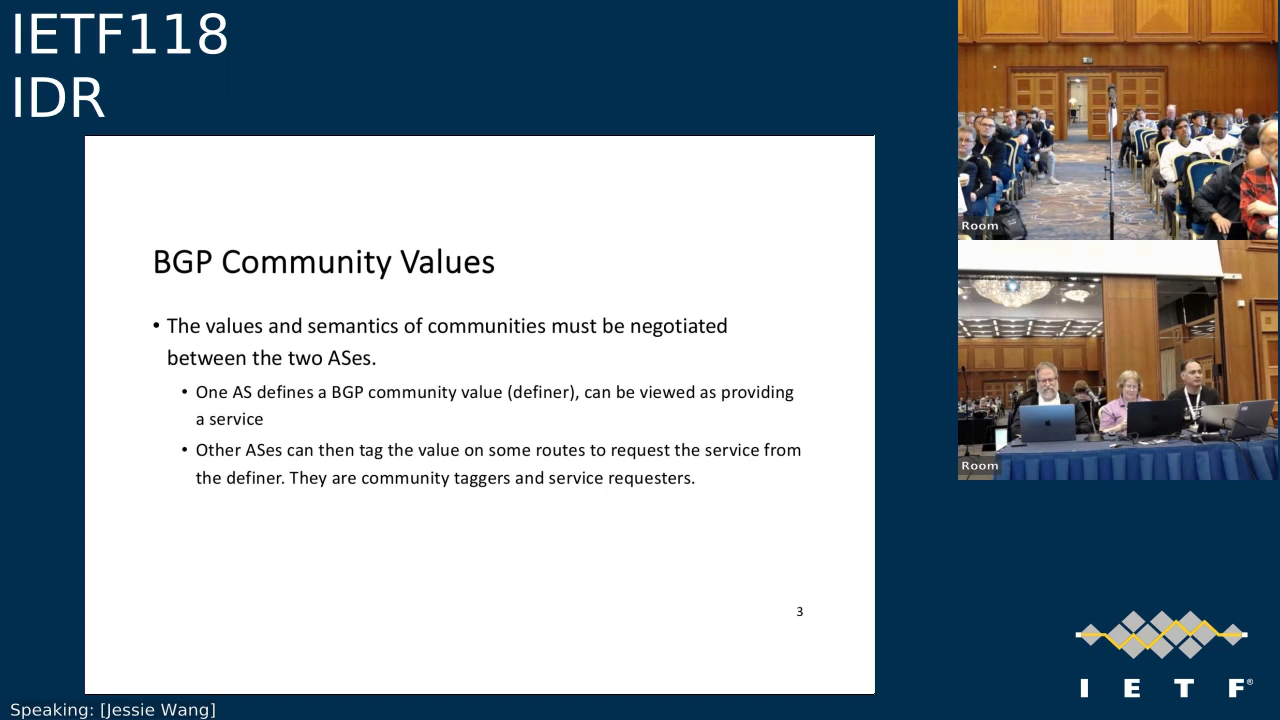 IETF118
IDR
BGP Community Values
• The values and semantics of communities must be negotiated
between the two ASes.
• One AS defines a BGP community value (definer), can be viewed as providing
a service
• Other ASes can then tag the value on some routes to request the service from
the definer. They are community taggers and service requesters.
3
Room
Room
I E T F®
Speaking: [Jessie Wang]